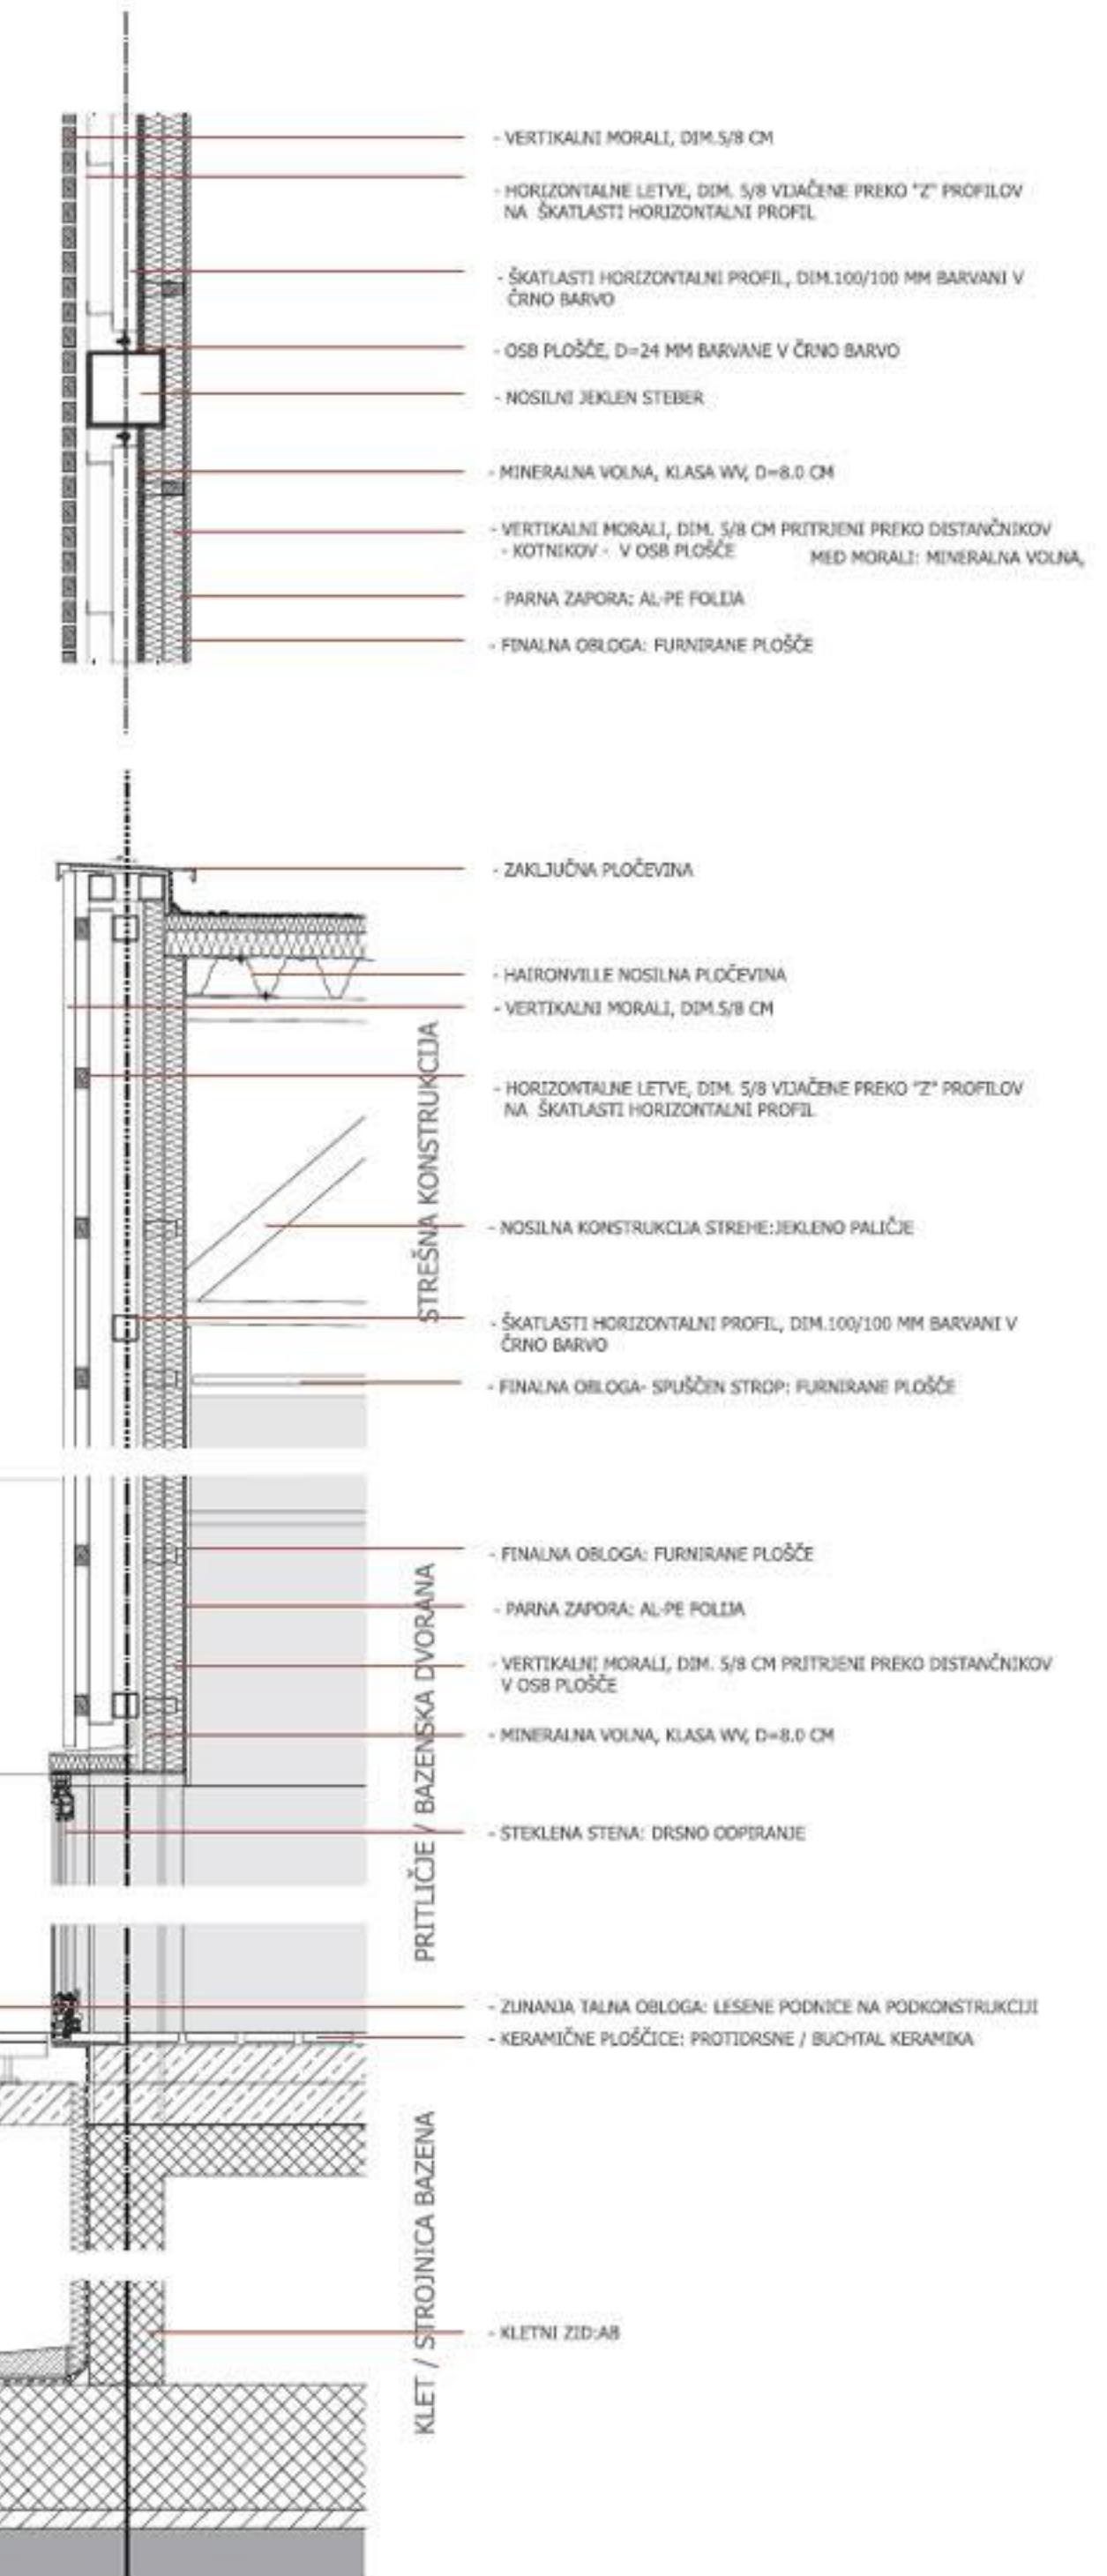 - VERTIKALNI MORALI, DIM.5/8 CM
- HORIZONTALNE LETVE, DIM. 5/8 VIJAČENE PREKO "Z" PROFILOV
NA ŠKATLASTI HORIZONTALNI PROFIL
- ŠKATLASTI HORIZONTALNI PROFIL, DIM.100/100 MM BARVANI V
ČRNO BARVO
- OSB PLOŠČE, D=24 MM BARVANE V ČRNO BARVO
- NOSILNI JEKLEN STEBER
- MINERALNA VOLNA, KLASA WV, D=8.0 CM
- VERTIKALNI MORALI, DIM. 5/8 CM PRITRJENI PREKO DISTANČNIKOV
- KOTNIKOV - V OSB PLOŠČE MED MORALI: MINERALNA VOLNA,
- PARNA ZAPORA: AL-PE FOLIJA
- FINALNA OBLOGA: FURNIRANE PLOŠČE
- ZAKLJUČNA PLOČEVINA
- HAIRONVILLE NOSILNA PLOČEVINA
- VERTIKALNI MORALI, DIM.5/8 CM
- HORIZONTALNE LETVE, DIM. 5/8 VIJAČENE PREKO "Z" PROFILOV
NA ŠKATLASTI HORIZONTALNI PROFIL
STREŠNA KONSTRUKCIJA
- NOSILNA KONSTRUKCIJA STREHE:JEKLENO PALIČJE
- ŠKATLASTI HORIZONTALNI PROFIL, DIM.100/100 MM BARVANI V
ČRNO BARVO
- FINALNA OBLOGA- SPUŠČEN STROP: FURNIRANE PLOŠČE
- FINALNA OBLOGA: FURNIRANE PLOŠČE
- PARNA ZAPORA: AL-PE FOLIJA
- VERTIKALNI MORALI, DIM. 5/8 CM PRITRJENI PREKO DISTANČNIKOV
V OSB PLOŠČE
- MINERALNA VOLNA, KLASA WV, D=8.0 CM
PRITLIČJE / BAZENSKA DVORANA
- STEKLENA STENA: DRSNO ODPIRANJE
- ZUNANJA TALNA OBLOGA: LESENE PODNICE NA PODKONSTRUKCIJI
- KERAMIČNE PLOŠČICE: PROTIDRSNE / BUCHTAL KERAMIKA
KLET / STROJNICA BAZENA
- KLETNI ZID:AB